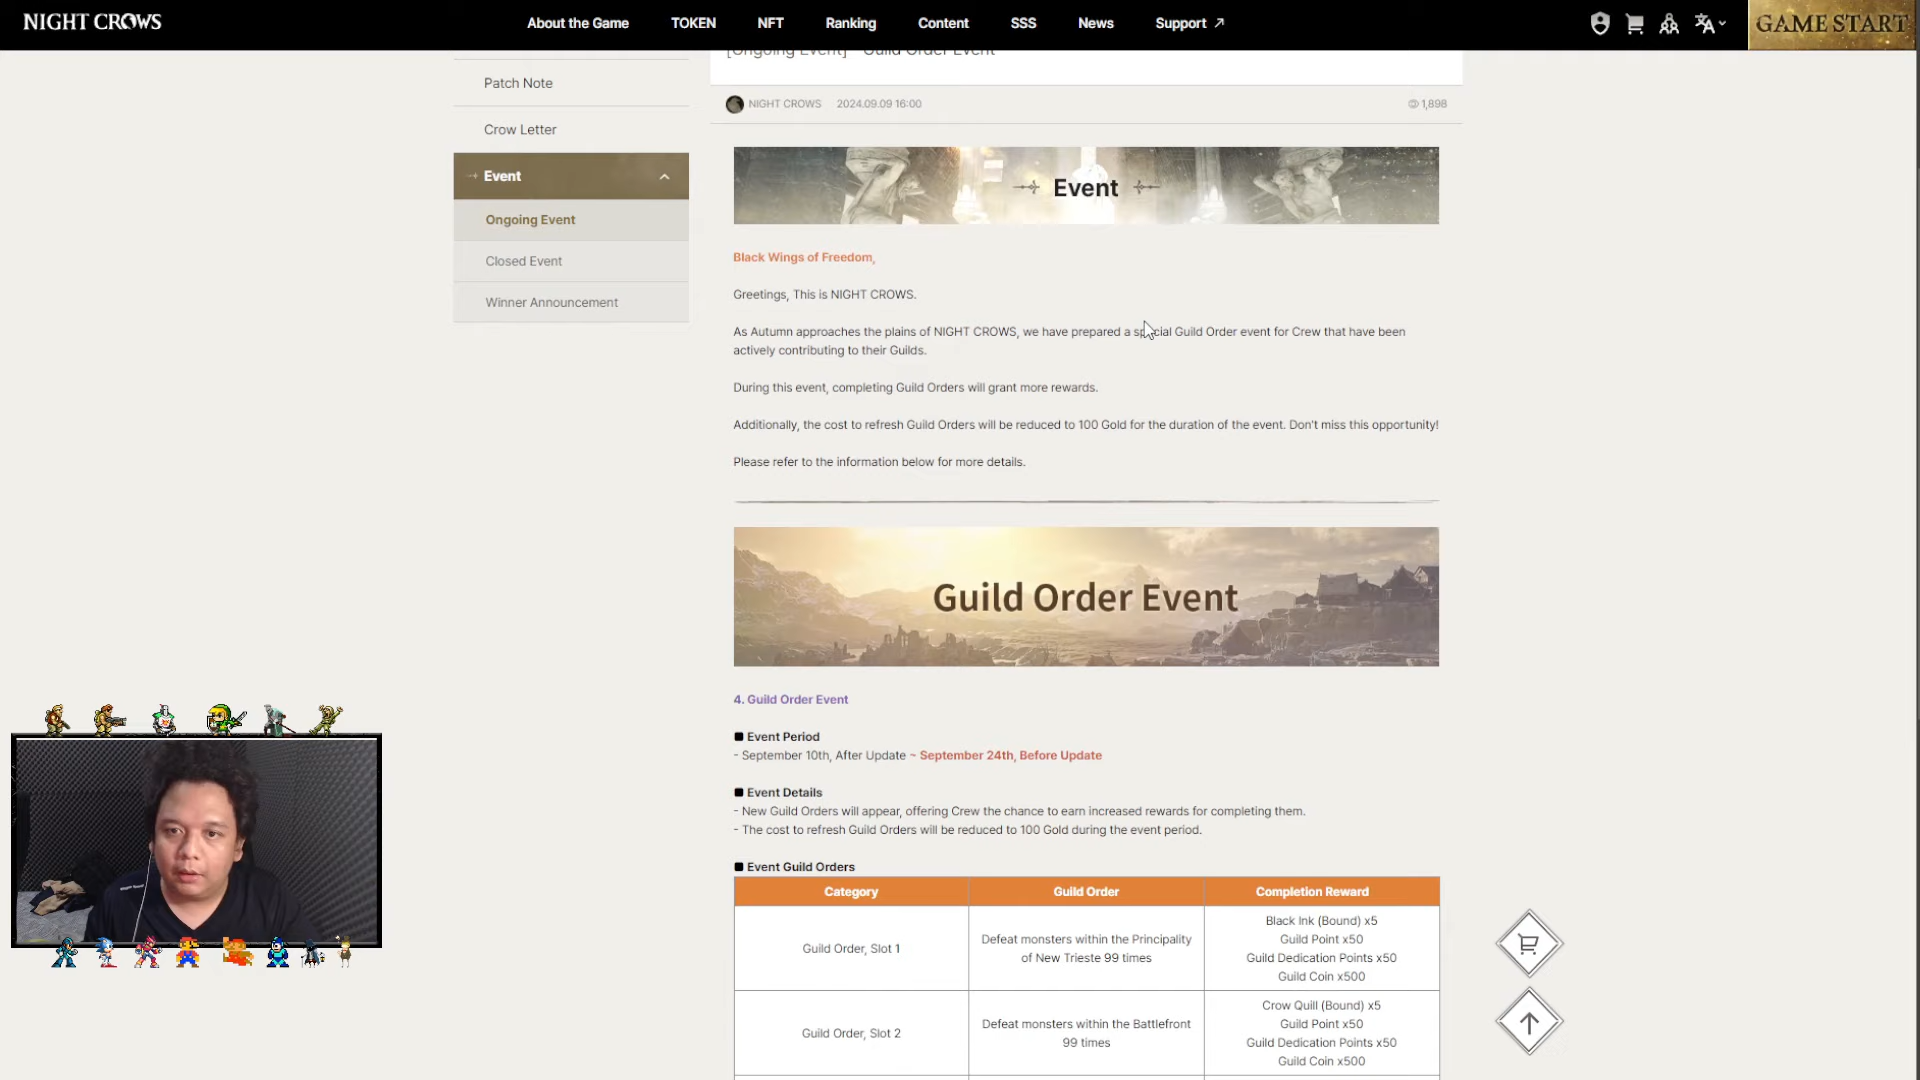 NIGHT CROWS
About the Game
TOKEN
NFT
Ranking
Content
SSS
News
Support
GAME START
[Ongoing Event] - Guild Order Event
Patch Note
Crow Letter
Event
Ongoing Event
Closed Event
Winner Announcement
NIGHT CROWS 2024.09.09 16:00
1,898
Event
Black Wings of Freedom,
Greetings, This is NIGHT CROWS.
As Autumn approaches the plains of NIGHT CROWS, we have prepared a special Guild Order event for Crew that have been
actively contributing to their Guilds.
During this event, completing Guild Orders will grant more rewards.
Additionally, the cost to refresh Guild Orders will be reduced to 100 Gold for the duration of the event. Don't miss this opportunity!
Please refer to the information below for more details.
Guild Order Event
4. Guild Order Event
■ Event Period
- September 10th, After Update ~ September 24th, Before Update
■ Event Details
- New Guild Orders will appear, offering Crew the chance to earn increased rewards for completing them.
- The cost to refresh Guild Orders will be reduced to 100 Gold during the event period.
■ Event Guild Orders
Category
Guild Order
Completion Reward
Guild Order, Slot 1
Defeat monsters within the Principality
of New Trieste 99 times
Black Ink (Bound) x5
Guild Point x50
Guild Dedication Points x50
Guild Coin x500
Guild Order, Slot 2
Defeat monsters within the Battlefront
99 times
Crow Quill (Bound) x5
Guild Point x50
Guild Dedication Points x50
Guild Coin x500